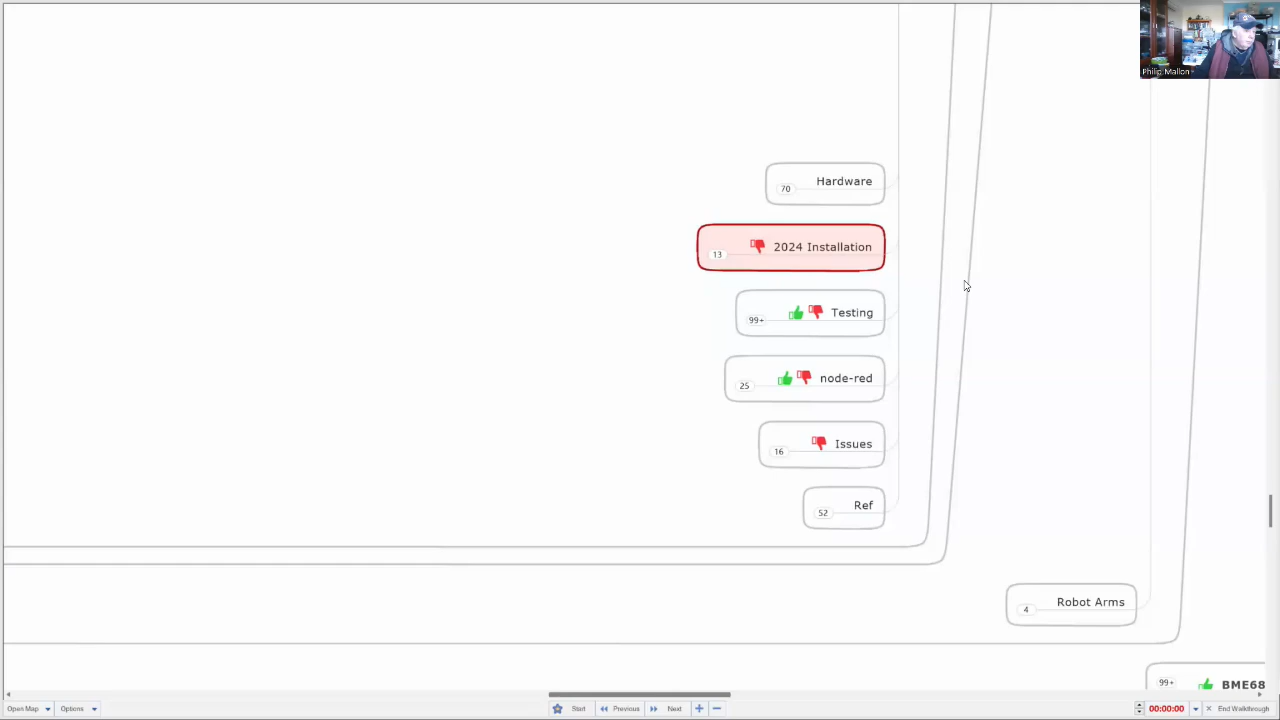 Philip Mallon
Hardware
70
2024 Installation
13
Testing
99+
node-red
25
Issues
16
Ref
52
Robot Arms
4
99+
BME68
Open Map
Options
Start
Previous
Next
00:00:00
End Walkthrough